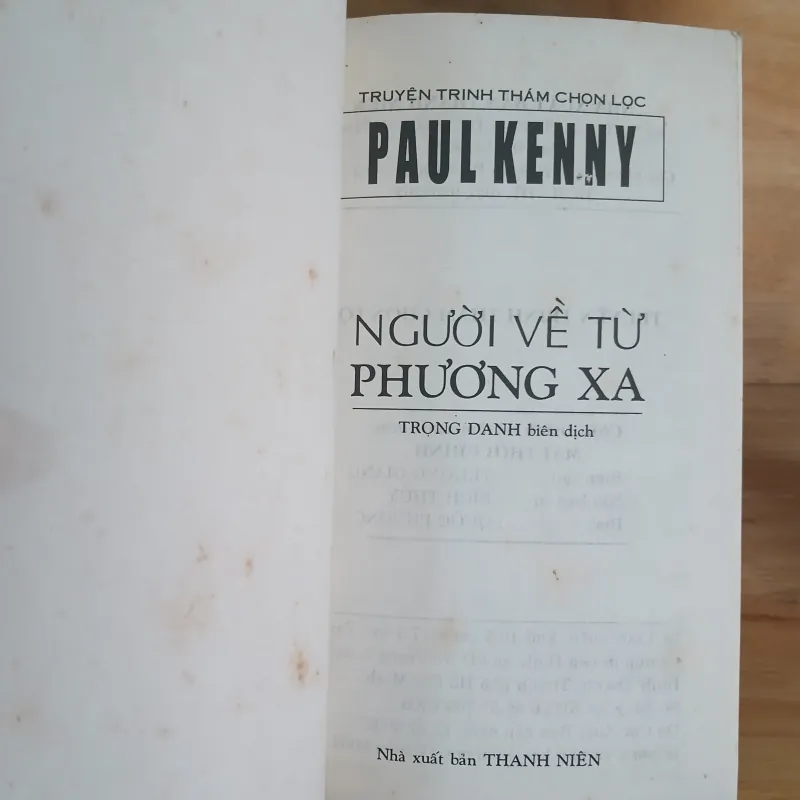 TRUYỆN TRINH THÁM CHỌN LỌC
PAUL KENNY
NGƯỜI VỀ TỪ
PHƯƠNG XA
TRỌNG DANH biên dịch
Nhà xuất bản THANH NIÊN